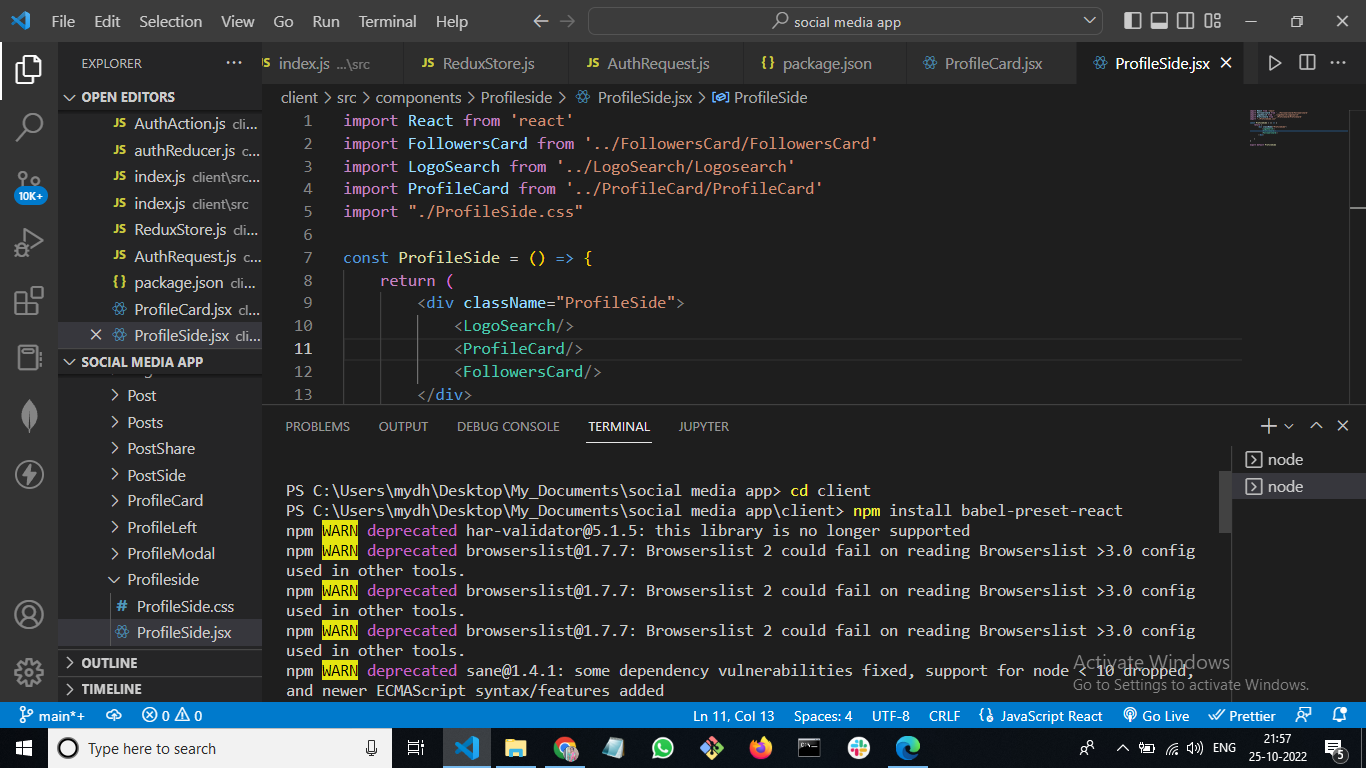 File Edit Selection View Go Run Terminal Help social media app
EXPLORER ...
index.js ...\src
JS ReduxStore.js
JS AuthRequest.js
{} package.json
ProfileCard.jsx
ProfileSide.jsx
OPEN EDITORS
JS AuthAction.js cli...
JS authReducer.js c...
JS index.js client\src...
JS index.js client\src
JS ReduxStore.js cli...
JS AuthRequest.js c...
{} package.json cli...
ProfileCard.jsx cl...
ProfileSide.jsx cli...
SOCIAL MEDIA APP
Post
Posts
PostShare
PostSide
ProfileCard
ProfileLeft
ProfileModal
Profileside
# ProfileSide.css
ProfileSide.jsx
OUTLINE
TIMELINE
10K+
client > src > components > Profileside > ProfileSide.jsx > ProfileSide
1 import React from 'react'
2 import FollowersCard from '../FollowersCard/FollowersCard'
3 import LogoSearch from '../LogoSearch/Logosearch'
4 import ProfileCard from '../ProfileCard/ProfileCard'
5 import "./ProfileSide.css"
6
7 const ProfileSide = () => {
8 return (
9 <div className="ProfileSide">
10 <LogoSearch/>
11 <ProfileCard/>
12 <FollowersCard/>
13 </div>
PROBLEMS OUTPUT DEBUG CONSOLE TERMINAL JUPYTER
node
node
PS C:\Users\mydh\Desktop\My_Documents\social media app> cd client
PS C:\Users\mydh\Desktop\My_Documents\social media app\client> npm install babel-preset-react
npm WARN deprecated har-validator@5.1.5: this library is no longer supported
npm WARN deprecated browserslist@1.7.7: Browserslist 2 could fail on reading Browserslist >3.0 config
used in other tools.
npm WARN deprecated browserslist@1.7.7: Browserslist 2 could fail on reading Browserslist >3.0 config
used in other tools.
npm WARN deprecated browserslist@1.7.7: Browserslist 2 could fail on reading Browserslist >3.0 config
used in other tools.
npm WARN deprecated sane@1.4.1: some dependency vulnerabilities fixed, support for node < 10 dropped,
and newer ECMAScript syntax/features added
Activate Windows
Go to Settings to activate Windows.
main*+ 0 0 Ln 11, Col 13 Spaces: 4 UTF-8 CRLF {} JavaScript React Go Live Prettier
Type here to search
ENG
21:57
25-10-2022
5